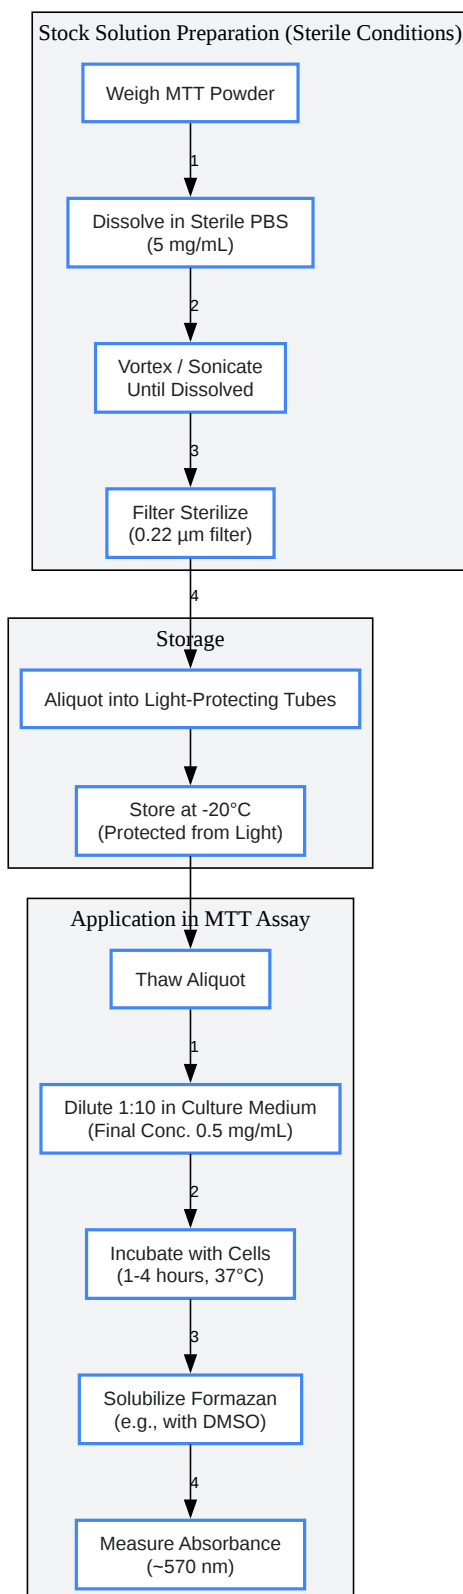 Stock Solution Preparation (Sterile Conditions)
Weigh MTT Powder
1
Dissolve in Sterile PBS
(5 mg/mL)
2
Vortex / Sonicate
Until Dissolved
3
Filter Sterilize
(0.22 µm filter)
4
Storage
Aliquot into Light-Protecting Tubes
Store at -20°C
(Protected from Light)
Application in MTT Assay
Thaw Aliquot
1
Dilute 1:10 in Culture Medium
(Final Conc. 0.5 mg/mL)
2
Incubate with Cells
(1-4 hours, 37°C)
3
Solubilize Formazan
(e.g., with DMSO)
4
Measure Absorbance
(~570 nm)